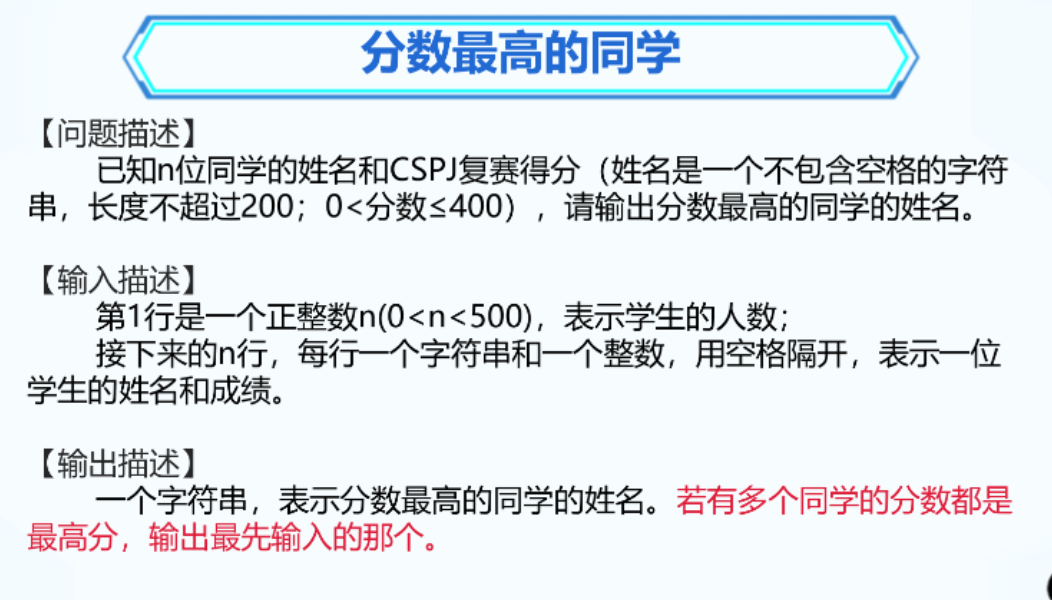 分数最高的同学
【问题描述】
已知n位同学的姓名和CSPJ复赛得分（姓名是一个不包含空格的字符
串，长度不超过200；0<分数≤400），请输出分数最高的同学的姓名。
【输入描述】
第1行是一个正整数n(0<n<500)，表示学生的人数；
接下来的n行，每行一个字符串和一个整数，用空格隔开，表示一位
学生的姓名和成绩。
【输出描述】
一个字符串，表示分数最高的同学的姓名。若有多个同学的分数都是
最高分，输出最先输入的那个。